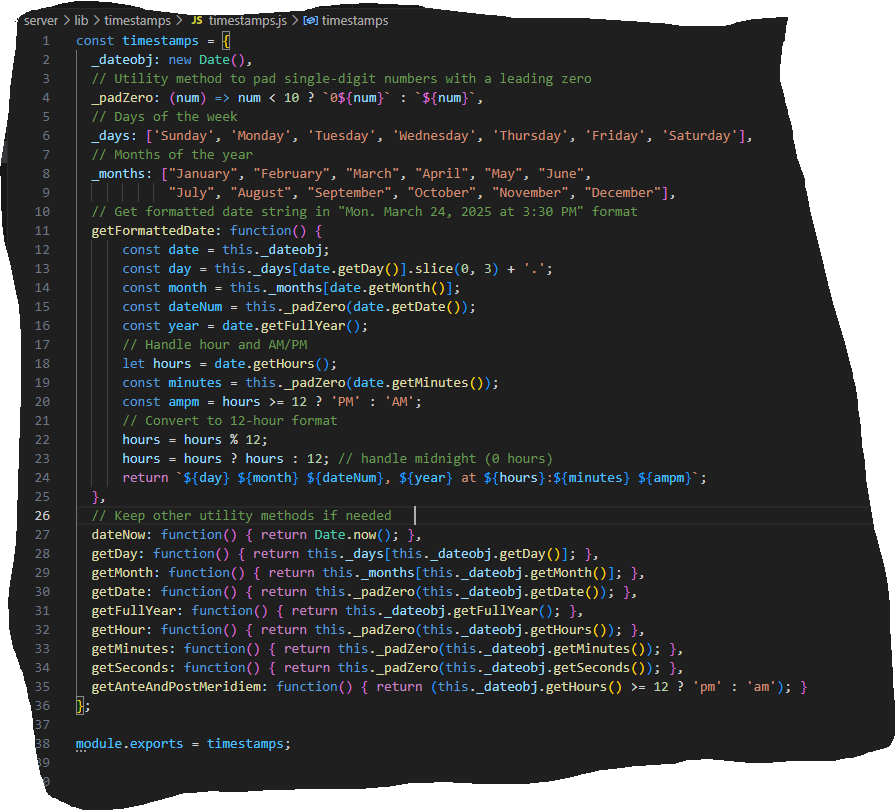 server > lib > timestamps > JS timestamps.js > timestamps
1 const timestamps = {
2 _dateobj: new Date(),
3 // Utility method to pad single-digit numbers with a leading zero
4 _padZero: (num) => num < 10 ? `0${num}` : `${num}`,
5 // Days of the week
6 _days: ['Sunday', 'Monday', 'Tuesday', 'Wednesday', 'Thursday', 'Friday', 'Saturday'],
7 // Months of the year
8 _months: ["January", "February", "March", "April", "May", "June",
9 "July", "August", "September", "October", "November", "December"],
10 // Get formatted date string in "Mon. March 24, 2025 at 3:30 PM" format
11 getFormattedDate: function() {
12 const date = this._dateobj;
13 const day = this._days[date.getDay()].slice(0, 3) + '.';
14 const month = this._months[date.getMonth()];
15 const dateNum = this._padZero(date.getDate());
16 const year = date.getFullYear();
17 // Handle hour and AM/PM
18 let hours = date.getHours();
19 const minutes = this._padZero(date.getMinutes());
20 const ampm = hours >= 12 ? 'PM' : 'AM';
21 // Convert to 12-hour format
22 hours = hours % 12;
23 hours = hours ? hours : 12; // handle midnight (0 hours)
24 return `${day} ${month} ${dateNum}, ${year} at ${hours}:${minutes} ${ampm}`;
25 },
26 // Keep other utility methods if needed
27 dateNow: function() { return Date.now(); },
28 getDay: function() { return this._days[this._dateobj.getDay()]; },
29 getMonth: function() { return this._months[this._dateobj.getMonth()]; },
30 getDate: function() { return this._padZero(this._dateobj.getDate()); },
31 getFullYear: function() { return this._dateobj.getFullYear(); },
32 getHour: function() { return this._padZero(this._dateobj.getHours()); },
33 getMinutes: function() { return this._padZero(this._dateobj.getMinutes()); },
34 getSeconds: function() { return this._padZero(this._dateobj.getSeconds()); },
35 getAnteAndPostMeridiem: function() { return (this._dateobj.getHours() >= 12 ? 'pm' : 'am'); }
36 };
37
38 module.exports = timestamps;